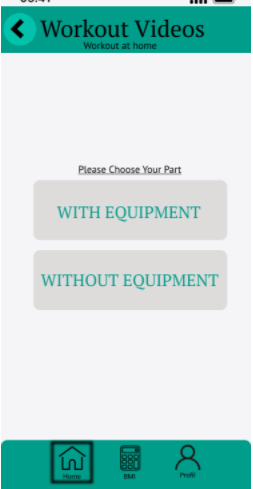 Workout Videos
Workout at home
Please Choose Your Part
WITH EQUIPMENT
WITHOUT EQUIPMENT
Home
BMI
Profil